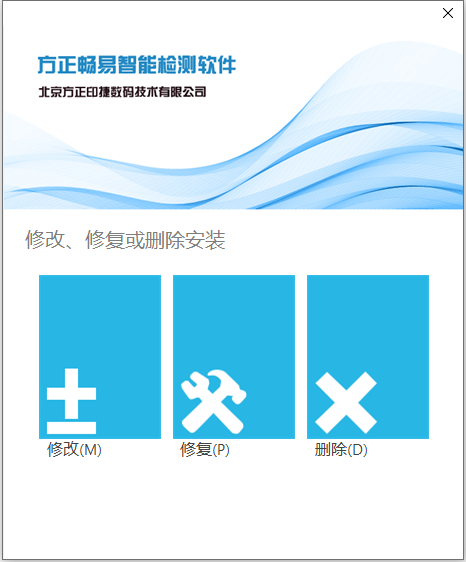 方正畅易智能检测软件
北京方正印捷数码技术有限公司
修改、修复或删除安装
修改(M)
修复(P)
删除(D)